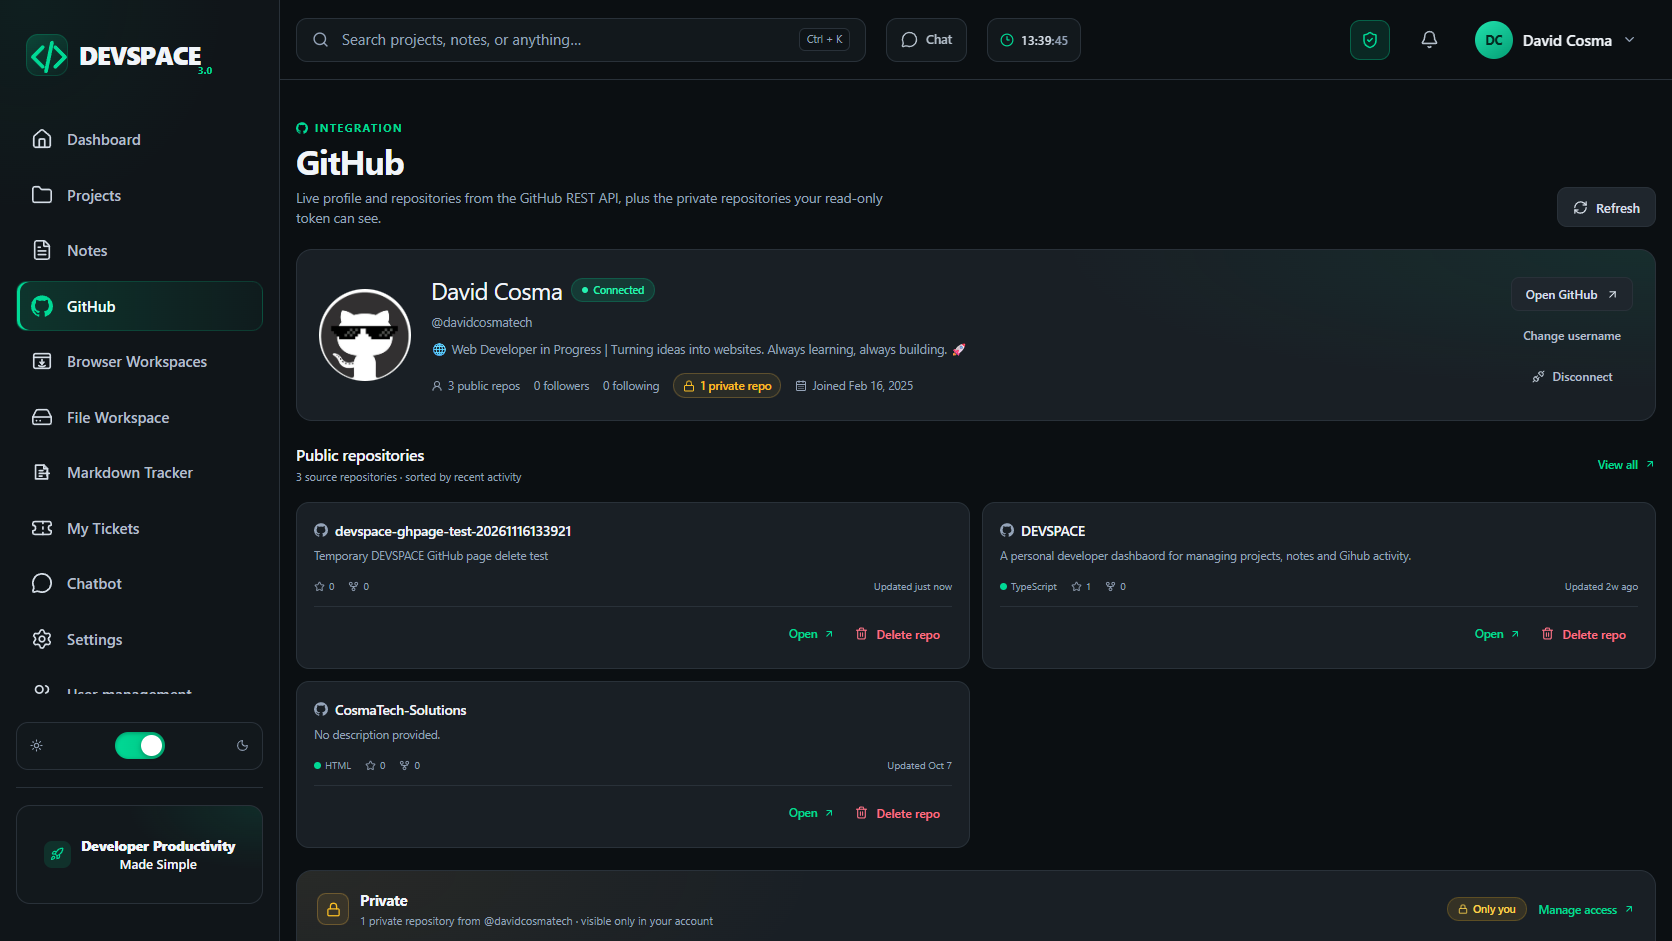 DEVSPACE
3.0
Search projects, notes, or anything...
Ctrl + K
Chat
13:39:45
DC
David Cosma
Dashboard
Projects
Notes
GitHub
Browser Workspaces
File Workspace
Markdown Tracker
My Tickets
Chatbot
Settings
User management
Developer Productivity
Made Simple
INTEGRATION
GitHub
Live profile and repositories from the GitHub REST API, plus the private repositories your read-only
token can see.
Refresh
David Cosma
Connected
@davidcosmatech
🌐 Web Developer in Progress | Turning ideas into websites. Always learning, always building. 🚀
3 public repos
0 followers
0 following
1 private repo
Joined Feb 16, 2025
Open GitHub
Change username
Disconnect
Public repositories
3 source repositories · sorted by recent activity
View all
devspace-ghpage-test-20261116133921
Temporary DEVSPACE GitHub page delete test
0
0
Updated just now
Open
Delete repo
DEVSPACE
A personal developer dashbaord for managing projects, notes and Gihub activity.
TypeScript
1
0
Updated 2w ago
Open
Delete repo
CosmaTech-Solutions
No description provided.
HTML
0
0
Updated Oct 7
Open
Delete repo
Private
1 private repository from @davidcosmatech · visible only in your account
Only you
Manage access